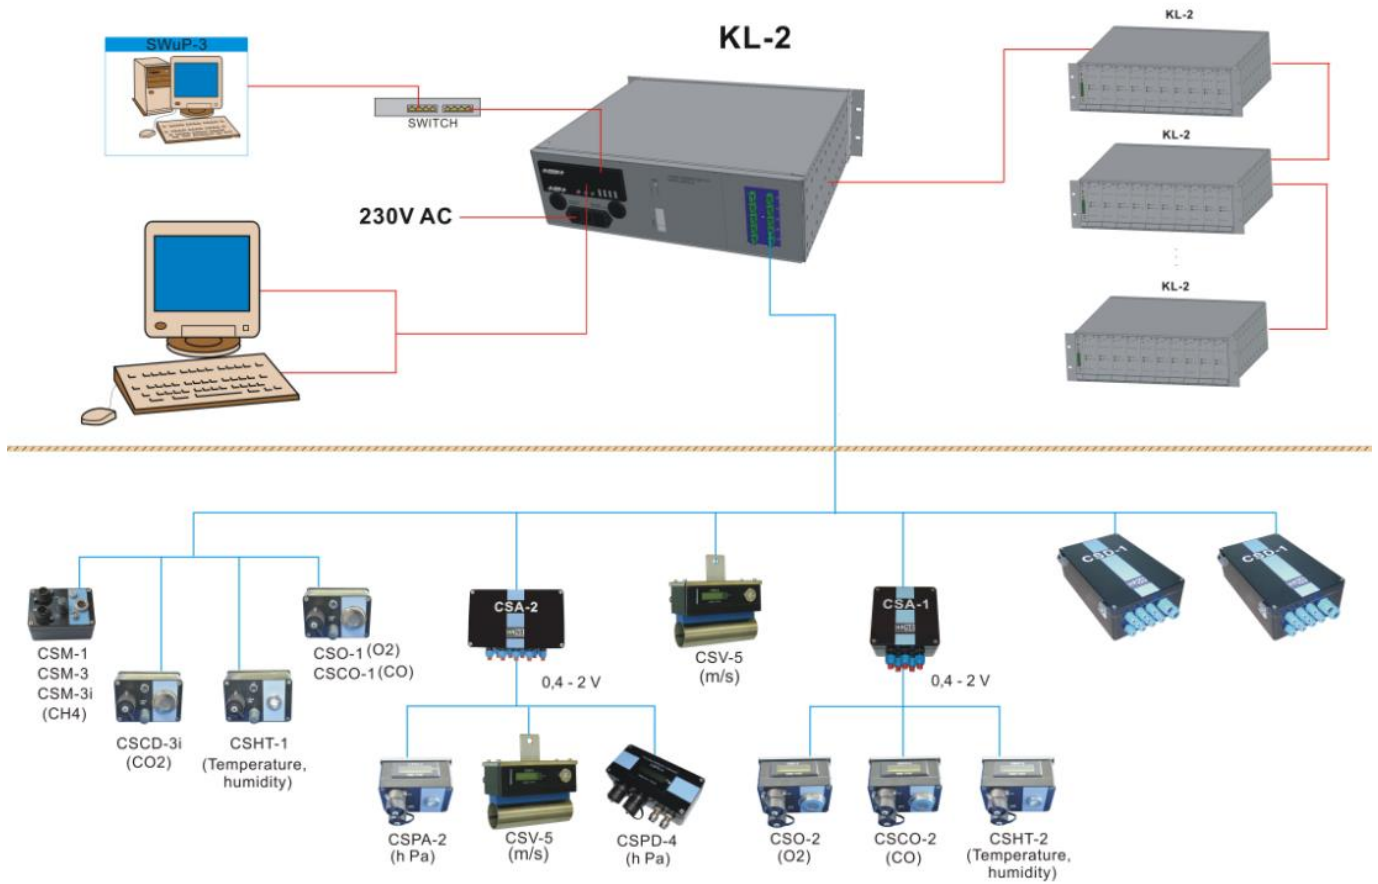 SWuP-3
KL-2
KL-2
SWITCH
230V AC
KL-2
KL-2
CSM-1
CSM-3
CSM-3i
(CH4)
CSCD-3i
(CO2)
CSHT-1
(Temperature,
humidity)
CSO-1 (O2)
CSCO-1 (CO)
CSA-2
0,4 - 2 V
CSV-5
(m/s)
CSA-1
0,4 - 2 V
CSD-1
CSD-1
CSPA-2
(h Pa)
CSV-5
(m/s)
CSPD-4
(h Pa)
CSO-2
(O2)
CSCO-2
(CO)
CSHT-2
(Temperature,
humidity)